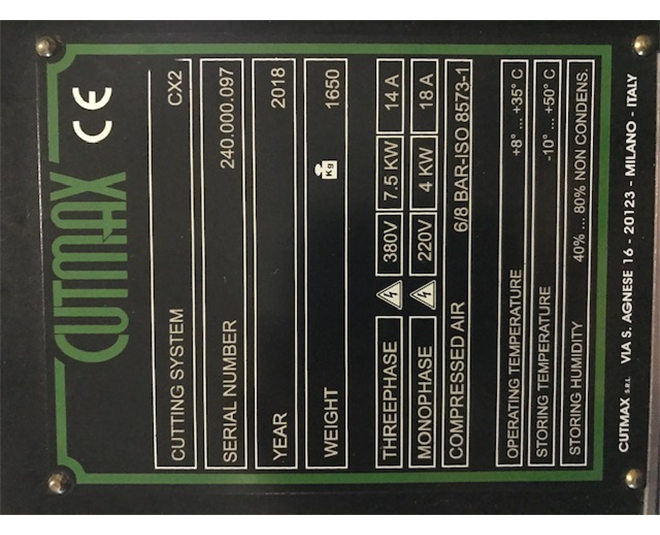 CUTMAX CE
CUTTING SYSTEM CX2
SERIAL NUMBER 240.000.097
YEAR 2018
WEIGHT Kg 1650
THREEPHASE 380V 7.5 KW 14 A
MONOPHASE 220V 4 KW 18 A
COMPRESSED AIR 6/8 BAR-ISO 8573-1
OPERATING TEMPERATURE +8° ... +35° C
STORING TEMPERATURE -10° ... +50° C
STORING HUMIDITY 40% ... 80% NON CONDENS.
CUTMAX S.R.L. VIA S. AGNESE 16 - 20123 - MILANO - ITALY